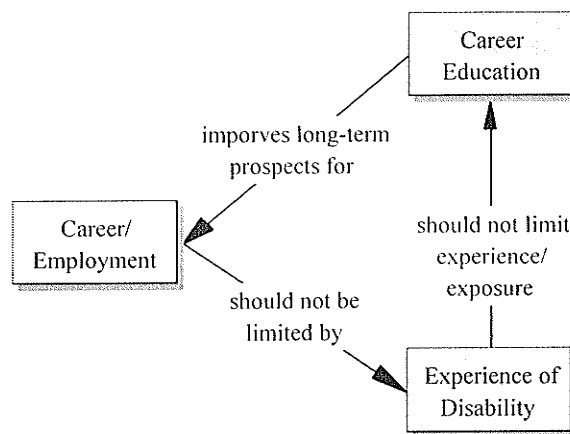 Career
Education
imporves long-term
prospects for
Career/
Employment
should not limit
experience/
exposure
should not be
limited by
Experience of
Disability